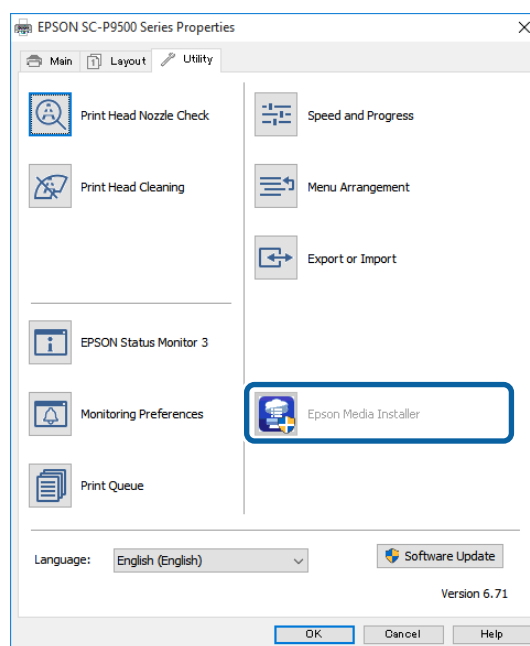 EPSON SC-P9500 Series Properties
Main
1
Layout
Utility
Print Head Nozzle Check
Speed and Progress
Print Head Cleaning
Menu Arrangement
Export or Import
EPSON Status Monitor 3
Monitoring Preferences
Epson Media Installer
Print Queue
Language:
English (English)
Software Update
Version 6.71
OK
Cancel
Help